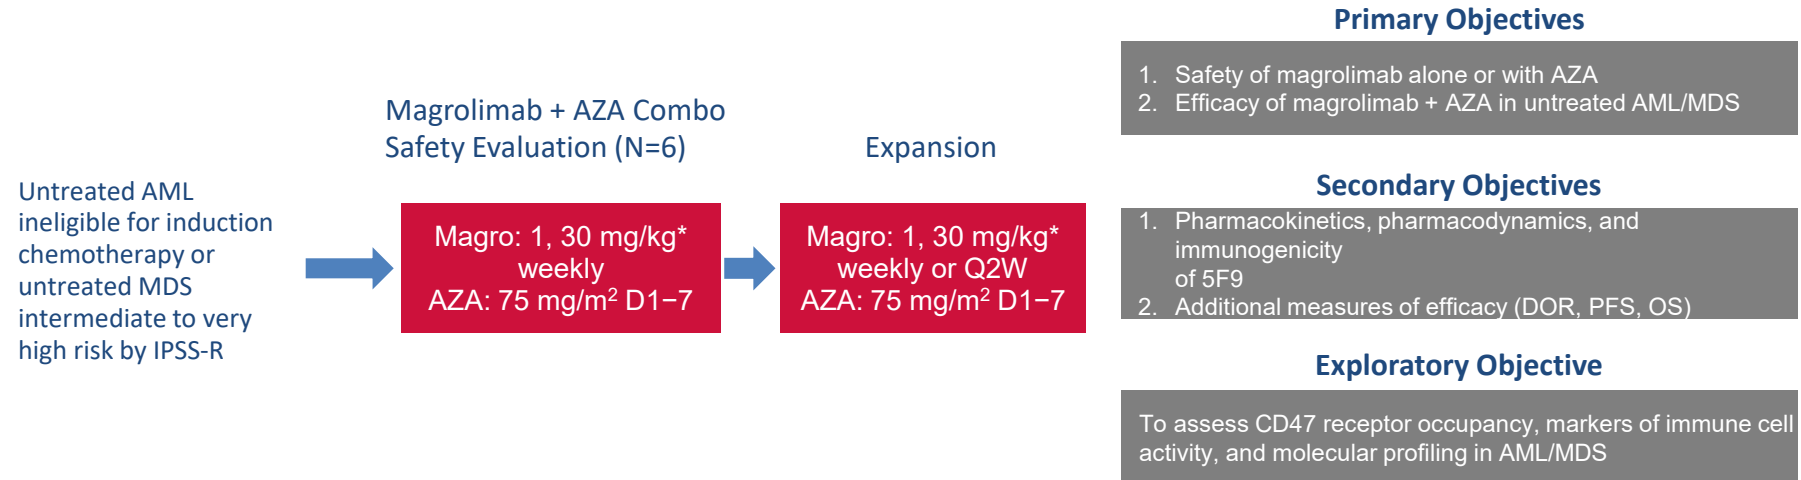 Untreated AML
ineligible for induction
chemotherapy or
untreated MDS
intermediate to very
high risk by IPSS-R
Magrolimab + AZA Combo
Safety Evaluation (N=6)
Magro: 1, 30 mg/kg*
weekly
AZA: 75 mg/m² D1−7
Expansion
Magro: 1, 30 mg/kg*
weekly or Q2W
AZA: 75 mg/m² D1−7
Primary Objectives
1. Safety of magrolimab alone or with AZA
2. Efficacy of magrolimab + AZA in untreated AML/MDS
Secondary Objectives
1. Pharmacokinetics, pharmacodynamics, and
immunogenicity
of 5F9
2. Additional measures of efficacy (DOR, PFS, OS)
Exploratory Objective
To assess CD47 receptor occupancy, markers of immune cell
activity, and molecular profiling in AML/MDS